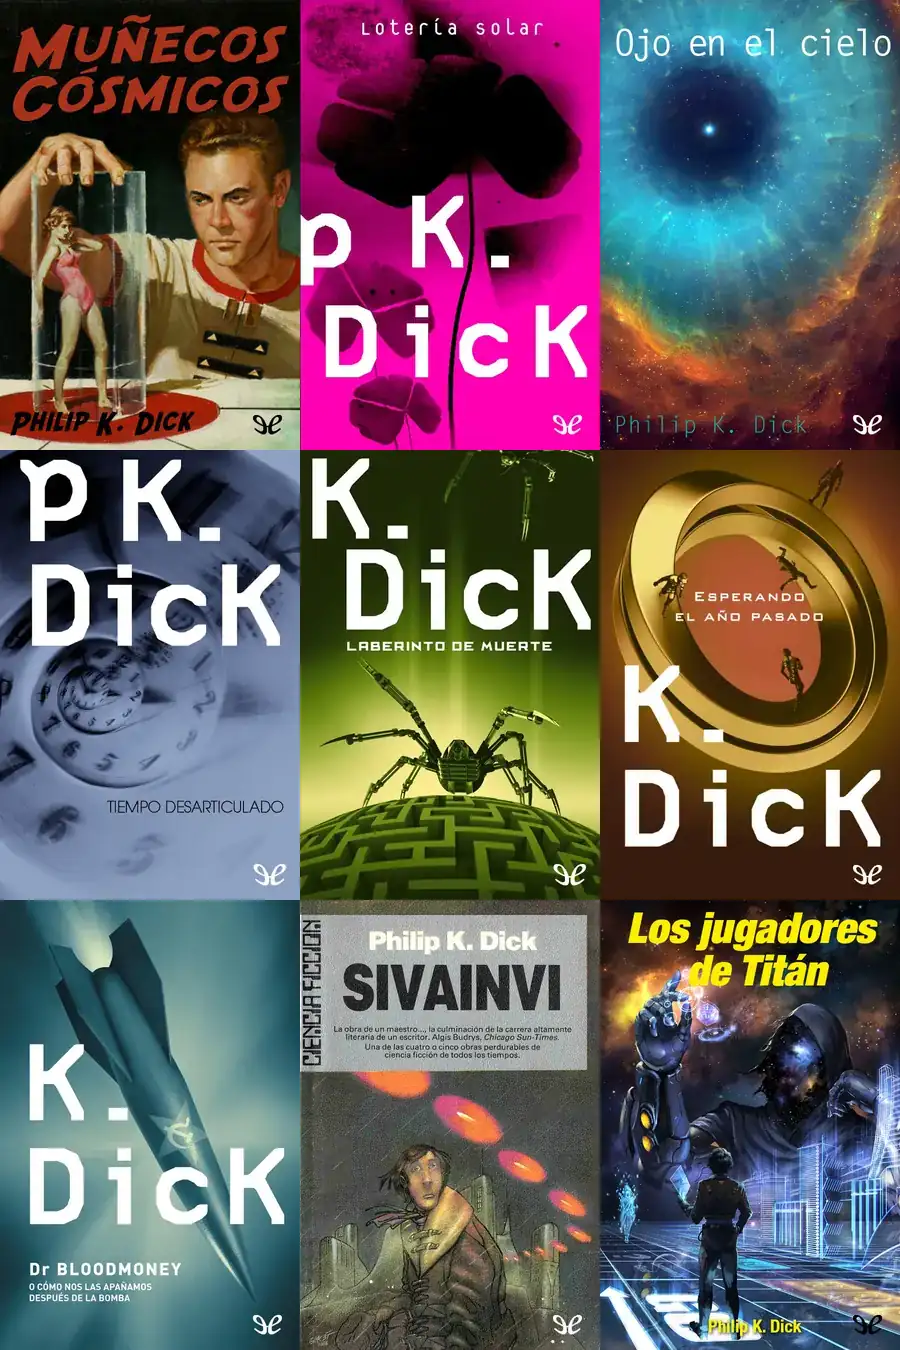 MUÑECOS
CÓSMICOS
PHILIP K. DICK
Lotería solar
P K.
DicK
Ojo en el cielo
Philip K. Dick
P K.
DicK
TIEMPO DESARTICULADO
K.
DicK
LABERINTO DE MUERTE
ESPERANDO
EL AÑO PASADO
K.
DicK
K.
DicK
Dr BLOODMONEY
O CÓMO NOS LAS APAÑAMOS
DESPUÉS DE LA BOMBA
CIENCIA FICCION
Philip K. Dick
SIVAINVI
La obra de un maestro..., la culminación de la carrera altamente
literaria de un escritor. Algis Budrys, Chicago Sun-Times.
Una de las cuatro o cinco obras perdurables de
ciencia ficción de todos los tiempos.
Los jugadores
de Titán
Philip K. Dick